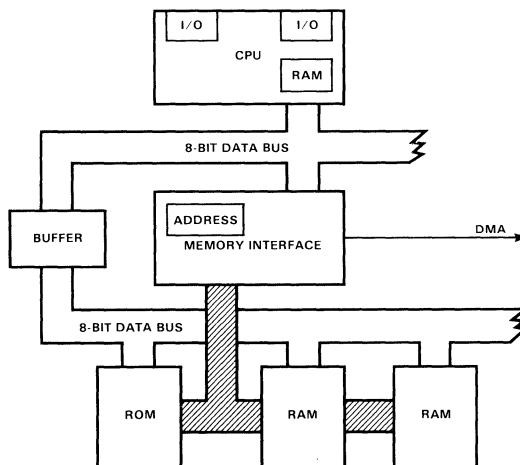 I/O
I/O
CPU
RAM
8-BIT DATA BUS
ADDRESS
MEMORY INTERFACE
DMA
BUFFER
8-BIT DATA BUS
ROM
RAM
RAM